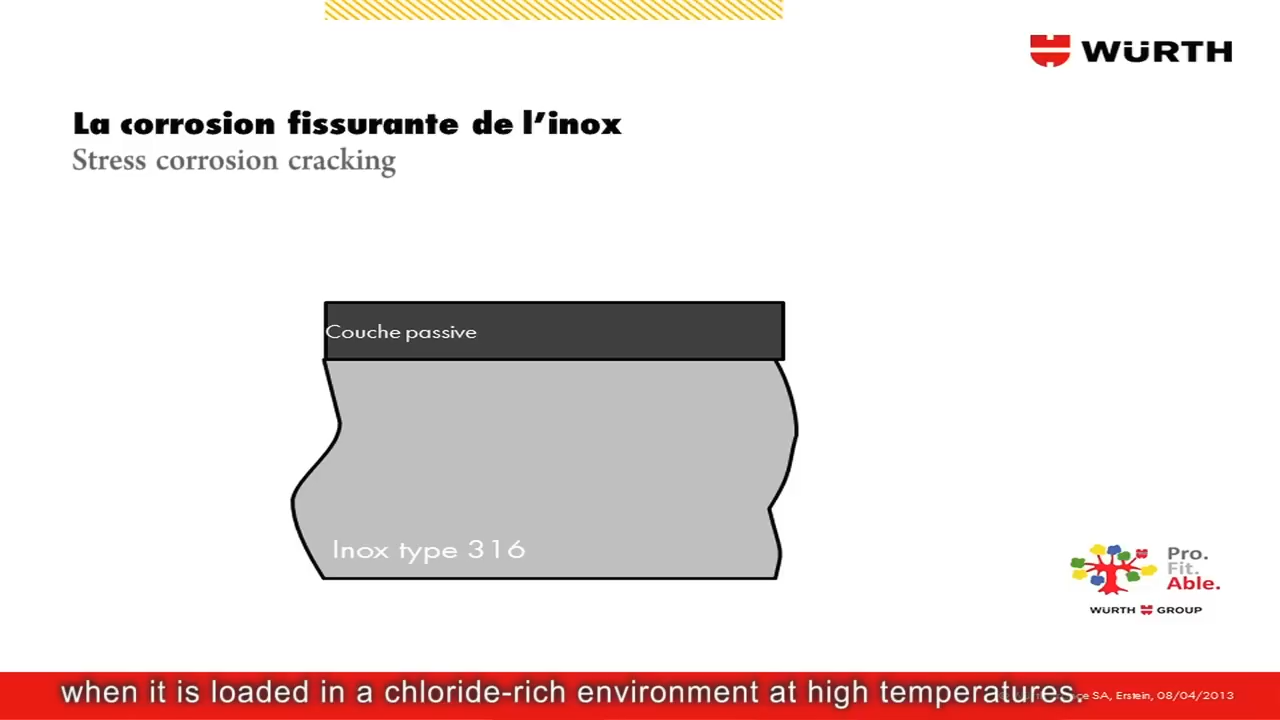 WÜRTH
La corrosion fissurante de l'inox
Stress corrosion cracking
Couche passive
Inox type 316
Pro.
Fit.
Able.
WÜRTH GROUP
when it is loaded in a chloride-rich environment at high temperatures.
SA, Erstein, 08/04/2013